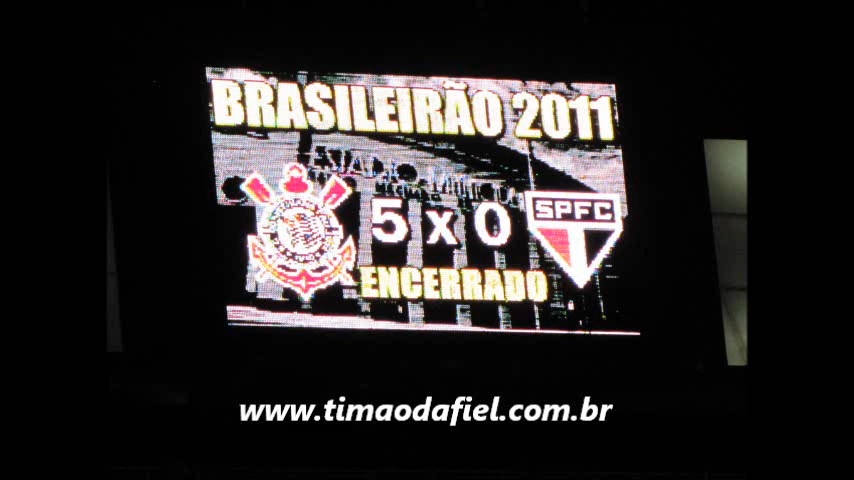 BRASILEIRÃO 2011
5 x 0
SPFC
ENCERRADO
www.timaodafiel.com.br